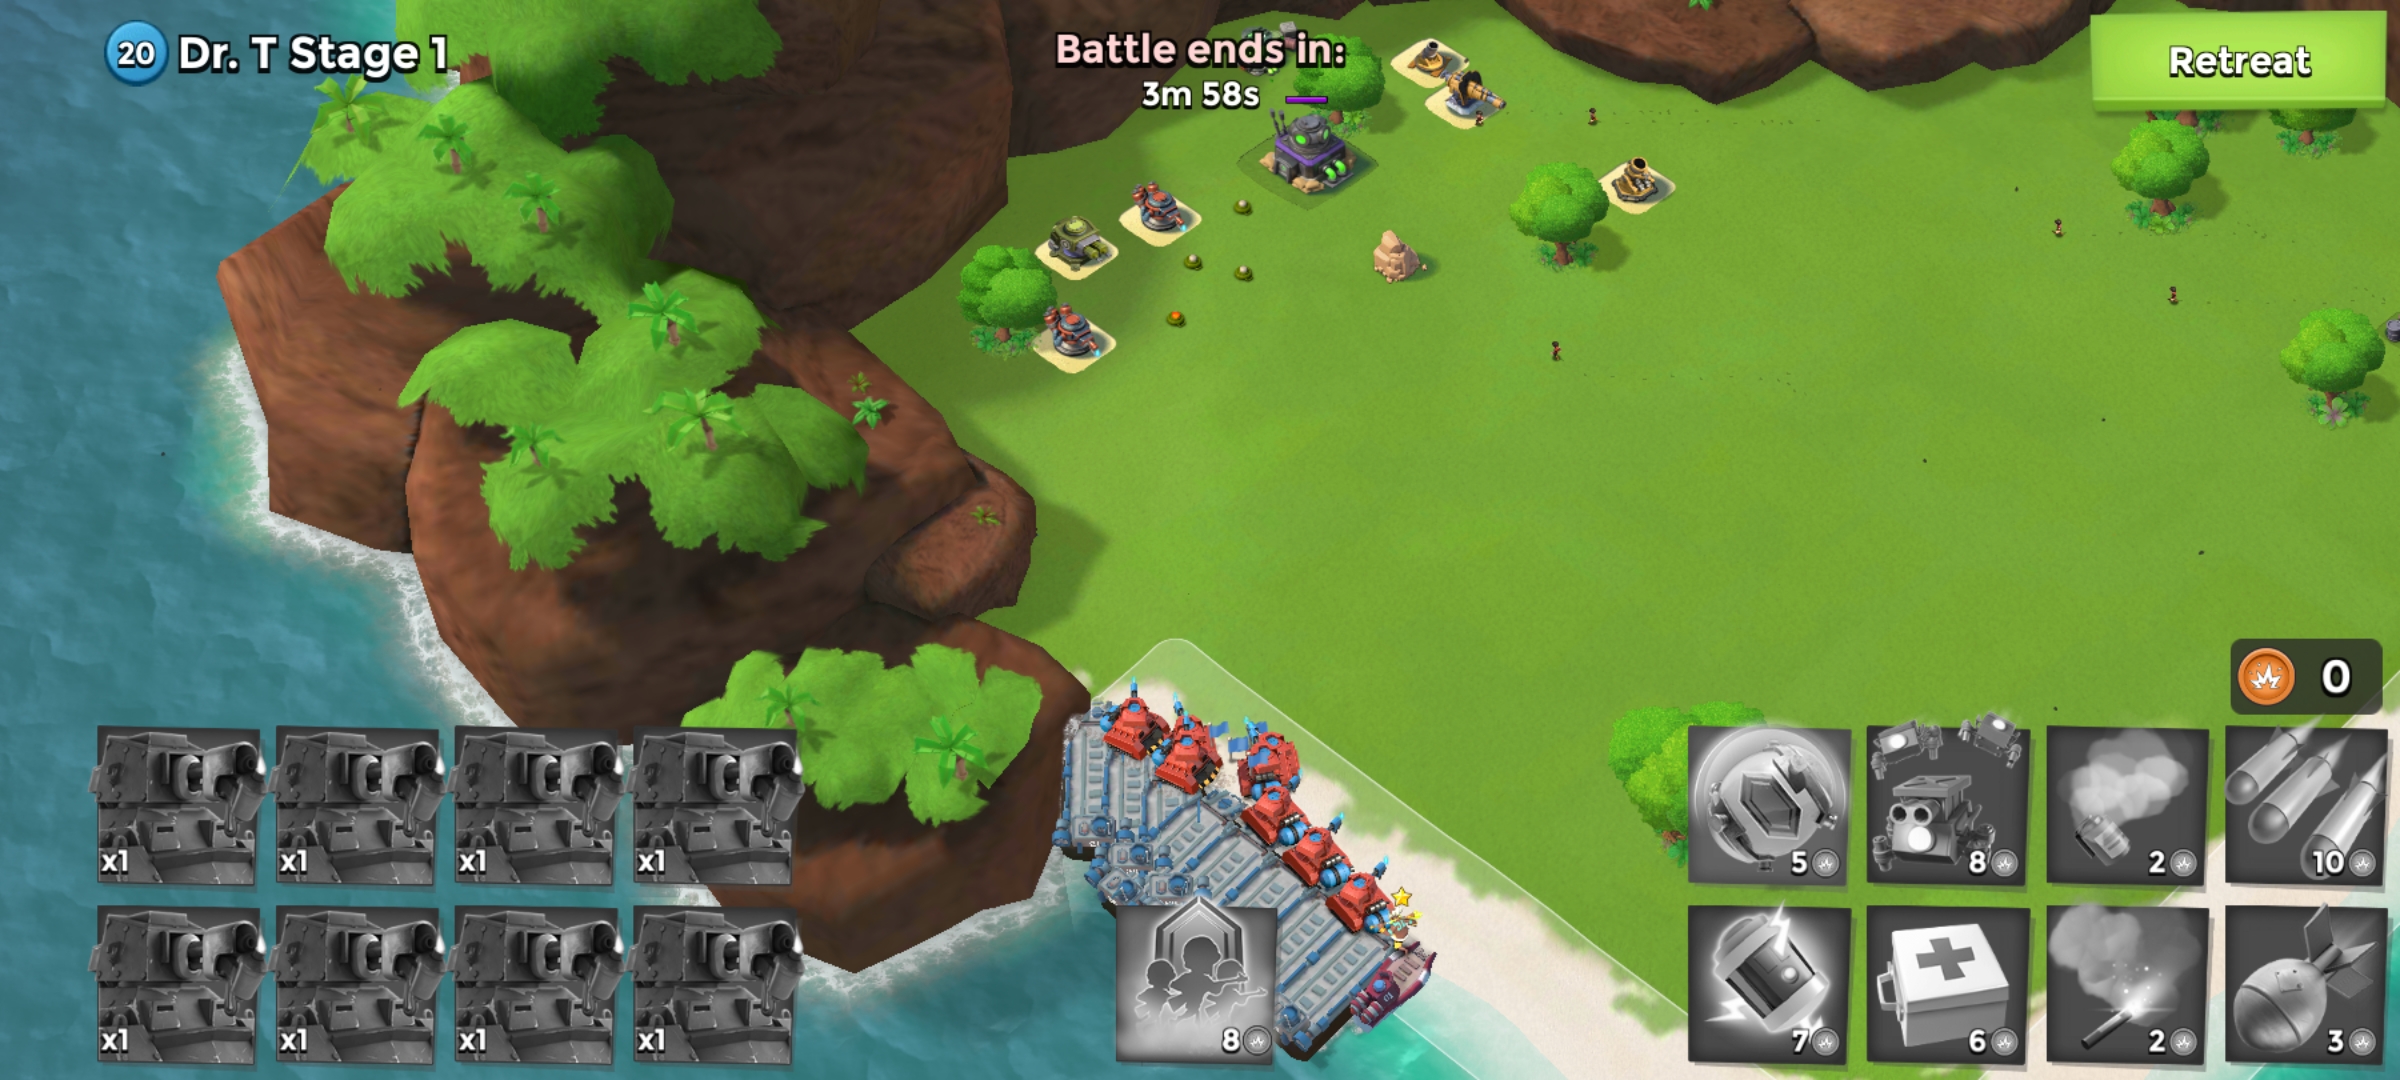 20 Dr. T Stage 1
Battle ends in:
3m 58s
Retreat
0
x1 x1 x1 x1
5 8 2 10
x1 x1 x1 x1
8
7 6 2 3